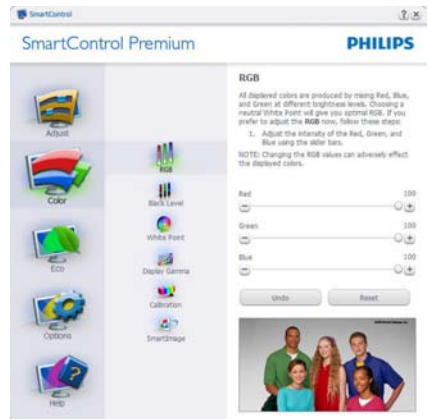 SmartControl
SmartControl Premium
PHILIPS
Adjust
Color
Eco
Options
Help
RGB
Black Level
White Point
Display Gamma
Calibration
SmartImage
RGB
All displayed colors are produced by mixing Red, Blue,
and Green at different brightness levels. Choosing a
neutral White Point will give you optimal RGB. If you
prefer to adjust the RGB now, follow these steps:
1. Adjust the intensity of the Red, Green, and
Blue using the slider bars.
NOTE: Changing the RGB values can adversely effect
the displayed colors.
Red 100
Green 100
Blue 100
Undo Reset